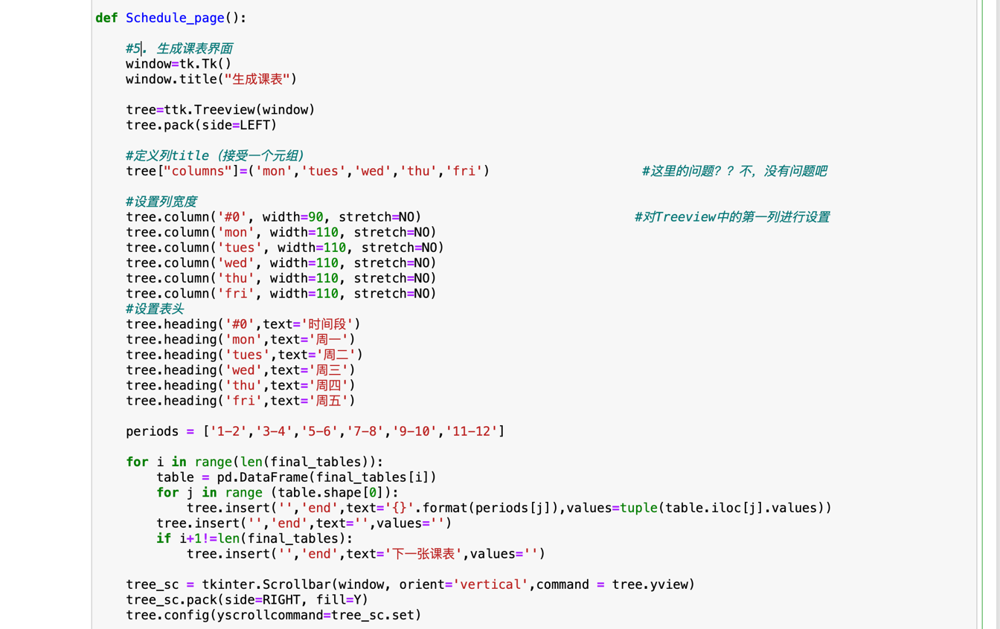 def Schedule_page():
#5. 生成课表界面
window=tk.Tk()
window.title("生成课表")
tree=ttk.Treeview(window)
tree.pack(side=LEFT)
#定义列title（接受一个元组)
tree["columns"]=('mon','tues','wed','thu','fri') #这里的问题？？不，没有问题吧
#设置列宽度
tree.column('#0', width=90, stretch=NO) #对Treeview中的第一列进行设置
tree.column('mon', width=110, stretch=NO)
tree.column('tues', width=110, stretch=NO)
tree.column('wed', width=110, stretch=NO)
tree.column('thu', width=110, stretch=NO)
tree.column('fri', width=110, stretch=NO)
#设置表头
tree.heading('#0',text='时间段')
tree.heading('mon',text='周一')
tree.heading('tues',text='周二')
tree.heading('wed',text='周三')
tree.heading('thu',text='周四')
tree.heading('fri',text='周五')
periods = ['1-2','3-4','5-6','7-8','9-10','11-12']
for i in range(len(final_tables)):
table = pd.DataFrame(final_tables[i])
for j in range (table.shape[0]):
tree.insert('','end',text='{}'.format(periods[j]),values=tuple(table.iloc[j].values))
tree.insert('','end',text='',values='')
if i+1!=len(final_tables):
tree.insert('','end',text='下一张课表',values='')
tree_sc = tkinter.Scrollbar(window, orient='vertical',command = tree.yview)
tree_sc.pack(side=RIGHT, fill=Y)
tree.config(yscrollcommand=tree_sc.set)